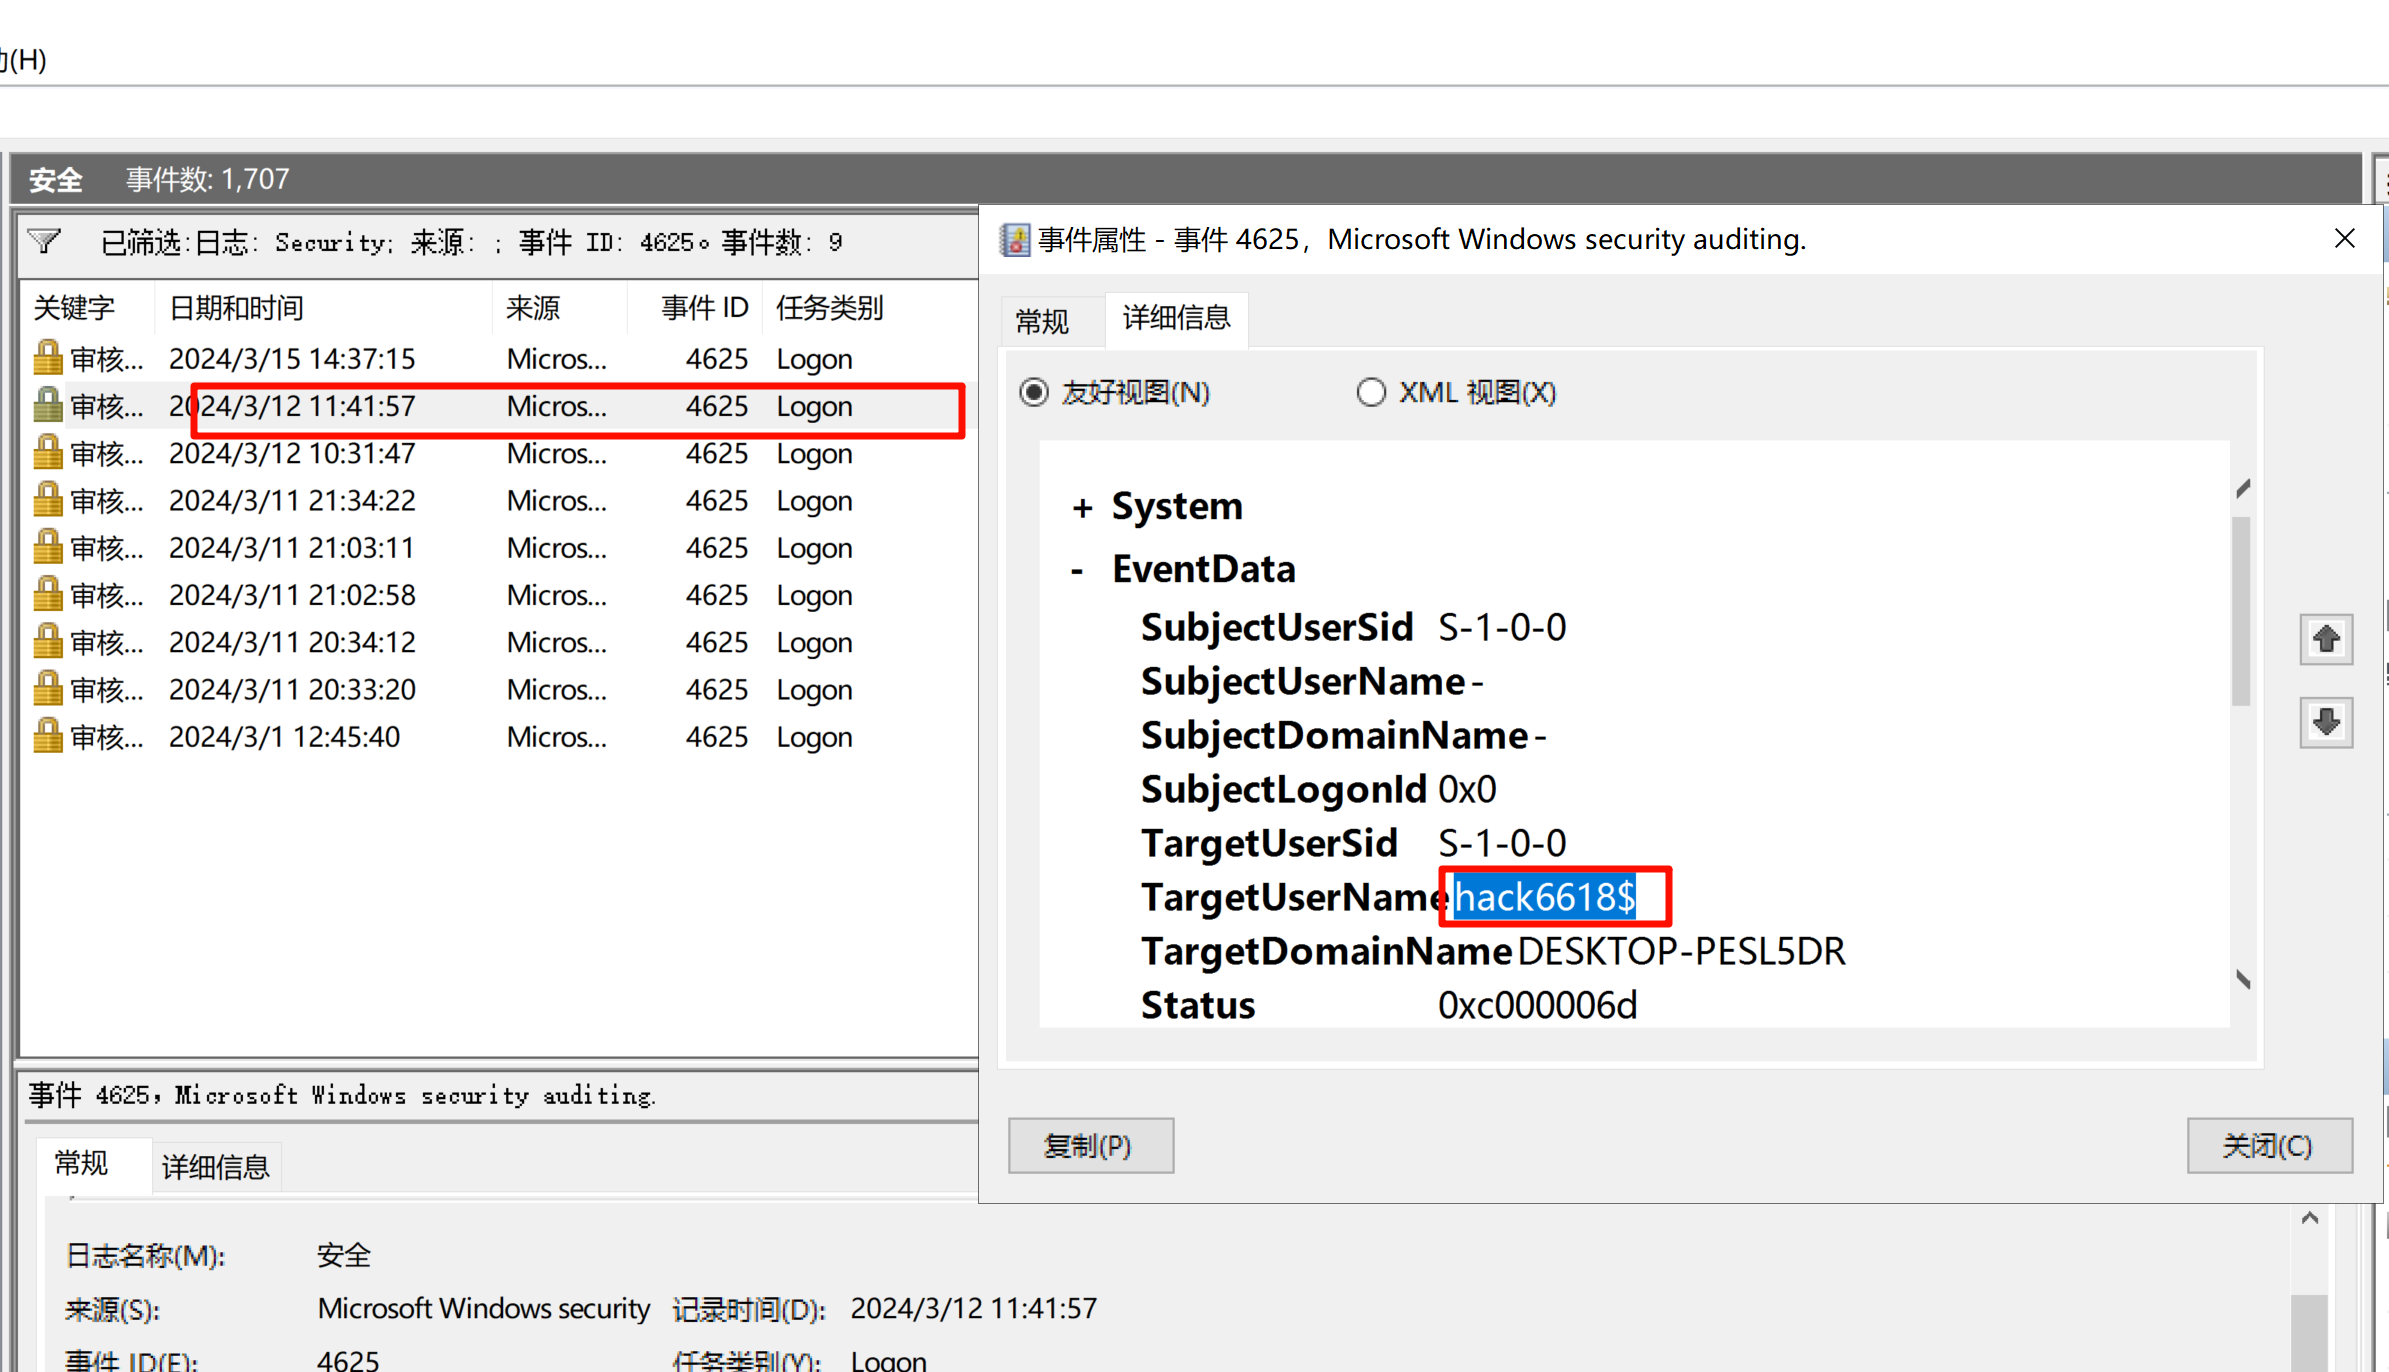 (H)
安全 事件数: 1,707
已筛选:日志: Security; 来源: ; 事件 ID: 4625。事件数: 9
关键字 日期和时间 来源 事件 ID 任务类别
审核... 2024/3/15 14:37:15 Micros... 4625 Logon
审核... 2024/3/12 11:41:57 Micros... 4625 Logon
审核... 2024/3/12 10:31:47 Micros... 4625 Logon
审核... 2024/3/11 21:34:22 Micros... 4625 Logon
审核... 2024/3/11 21:03:11 Micros... 4625 Logon
审核... 2024/3/11 21:02:58 Micros... 4625 Logon
审核... 2024/3/11 20:34:12 Micros... 4625 Logon
审核... 2024/3/11 20:33:20 Micros... 4625 Logon
审核... 2024/3/1 12:45:40 Micros... 4625 Logon
事件属性 - 事件 4625，Microsoft Windows security auditing.
常规 详细信息
友好视图(N) XML 视图(X)
+ System
- EventData
SubjectUserSid S-1-0-0
SubjectUserName -
SubjectDomainName -
SubjectLogonId 0x0
TargetUserSid S-1-0-0
TargetUserName hack6618$
TargetDomainName DESKTOP-PESL5DR
Status 0xc000006d
复制(P) 关闭(C)
事件 4625，Microsoft Windows security auditing.
常规 详细信息
日志名称(M): 安全
来源(S): Microsoft Windows security 记录时间(D): 2024/3/12 11:41:57
事件 ID(E): 4625 任务类别(Y): Logon